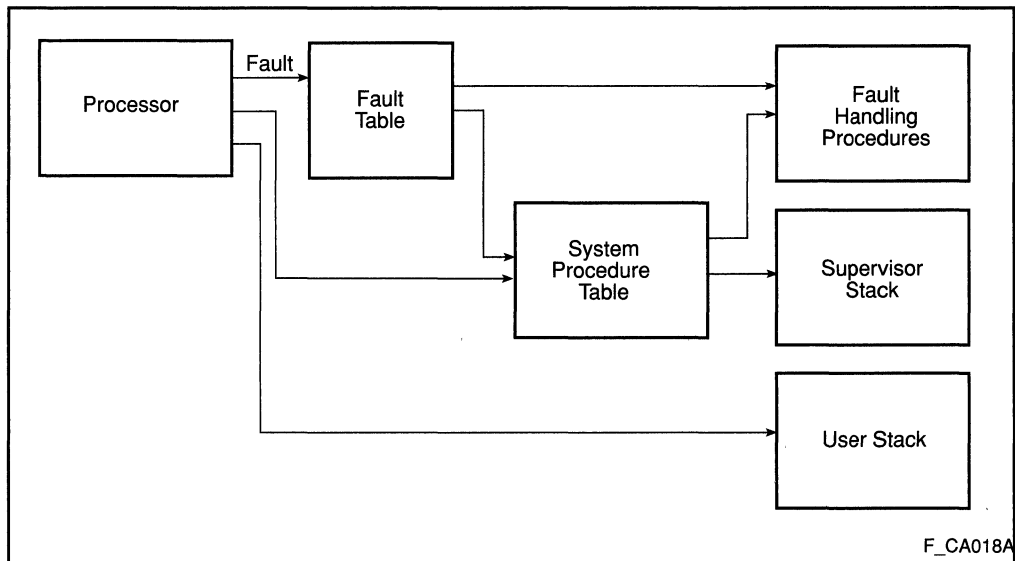 Fault
Processor
Fault
Table
Fault
Handling
Procedures
System
Procedure
Table
Supervisor
Stack
User Stack
F_CA018A